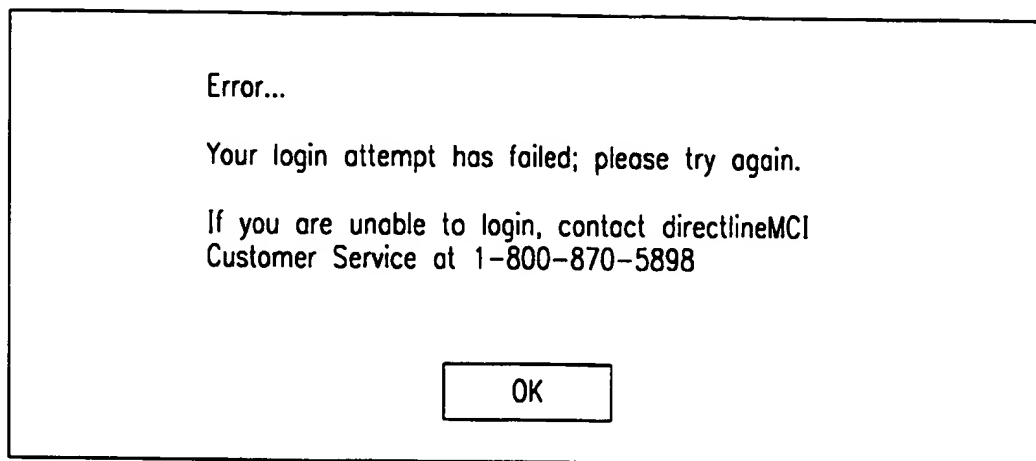 Error...
Your login attempt has failed; please try again.
If you are unable to login, contact directlineMCI
Customer Service at 1-800-870-5898
OK